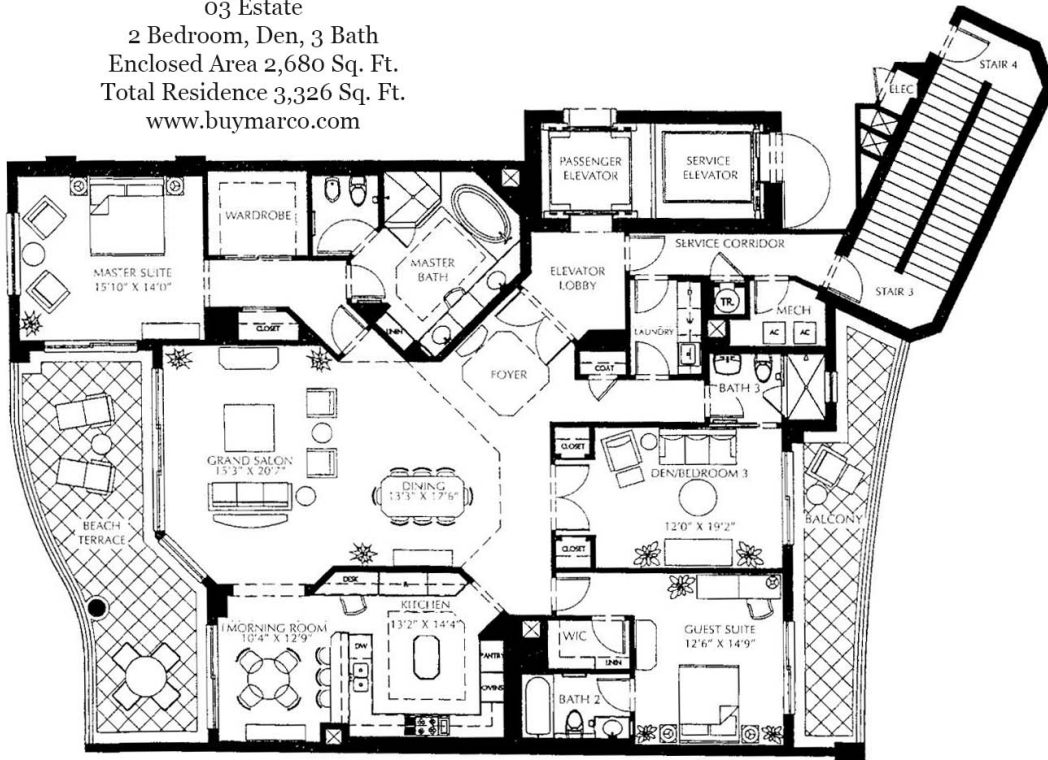 03 Estate
2 Bedroom, Den, 3 Bath
Enclosed Area 2,680 Sq. Ft.
Total Residence 3,326 Sq. Ft.
www.buymarco.com
STAIR 4
ELEC
PASSENGER
ELEVATOR
SERVICE
ELEVATOR
WARDROBE
MASTER SUITE
15'10" X 14'0"
MASTER
BATH
ELEVATOR
LOBBY
SERVICE CORRIDOR
STAIR 3
TR.
MECH
AC
AC
CLOSET
LINEN
LAUNDRY
FOYER
COAT
BATH 3
GRAND SALON
15'3" X 20'7"
DINING
13'3" X 17'6"
CLOSET
DEN/BEDROOM 3
12'0" X 19'2"
BALCONY
BEACH
TERRACE
CLOSET
DESK
R
KITCHEN
13'2" X 14'4"
MORNING ROOM
10'4" X 12'9"
DW
PANTRY
OVENS
WIC
LINEN
GUEST SUITE
12'6" X 14'9"
BATH 2